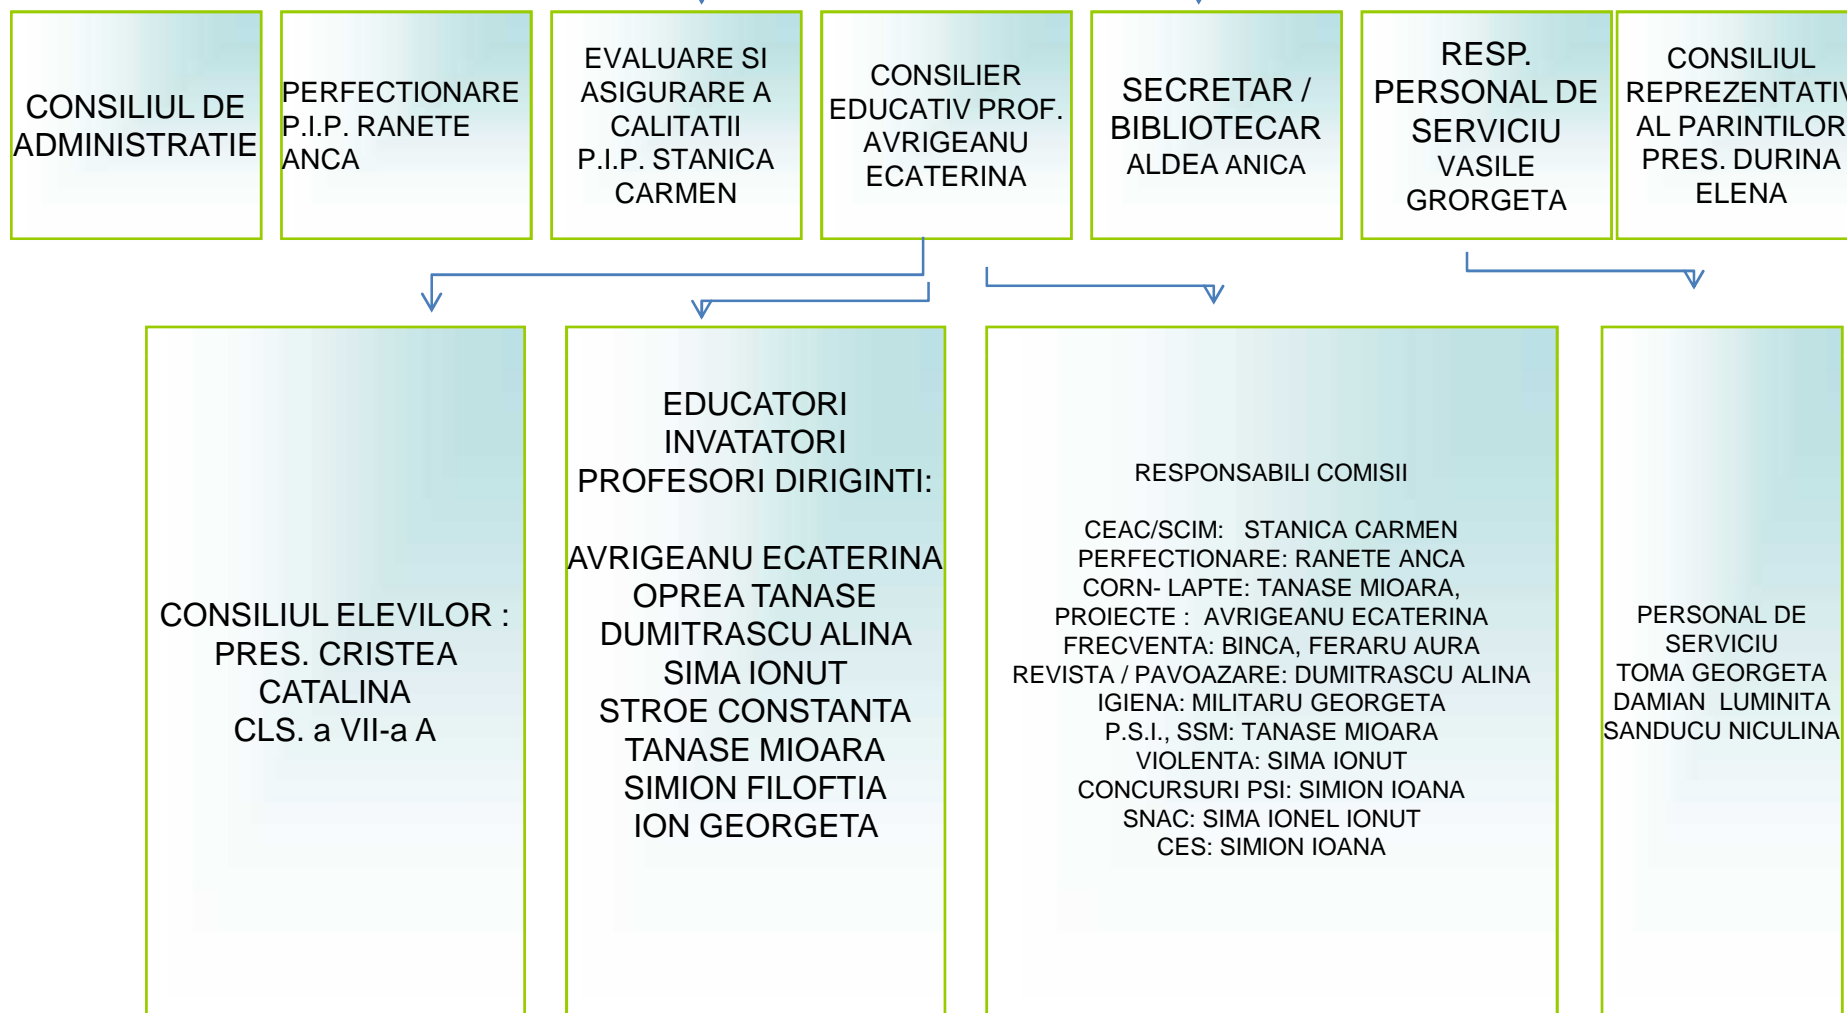 CONSILIUL DE
ADMINISTRATIE
PERFECTIONARE
P.I.P. RANETE
ANCA
EVALUARE SI
ASIGURARE A
CALITATII
P.I.P. STANICA
CARMEN
CONSILIER
EDUCATIV PROF.
AVRIGEANU
ECATERINA
SECRETAR /
BIBLIOTECAR
ALDEA ANICA
RESP.
PERSONAL DE
SERVICIU
VASILE
GRORGETA
CONSILIUL
REPREZENTATIV
AL PARINTILOR
PRES. DURINA
ELENA
CONSILIUL ELEVILOR :
PRES. CRISTEA
CATALINA
CLS. a VII-a A
EDUCATORI
INVATATORI
PROFESORI DIRIGINTI:
AVRIGEANU ECATERINA
OPREA TANASE
DUMITRASCU ALINA
SIMA IONUT
STROE CONSTANTA
TANASE MIOARA
SIMION FILOFTIA
ION GEORGETA
RESPONSABILI COMISII
CEAC/SCIM: STANICA CARMEN
PERFECTIONARE: RANETE ANCA
CORN- LAPTE: TANASE MIOARA,
PROIECTE : AVRIGEANU ECATERINA
FRECVENTA: BINCA, FERARU AURA
REVISTA / PAVOAZARE: DUMITRASCU ALINA
IGIENA: MILITARU GEORGETA
P.S.I., SSM: TANASE MIOARA
VIOLENTA: SIMA IONUT
CONCURSURI PSI: SIMION IOANA
SNAC: SIMA IONEL IONUT
CES: SIMION IOANA
PERSONAL DE
SERVICIU
TOMA GEORGETA
DAMIAN LUMINITA
SANDUCU NICULINA